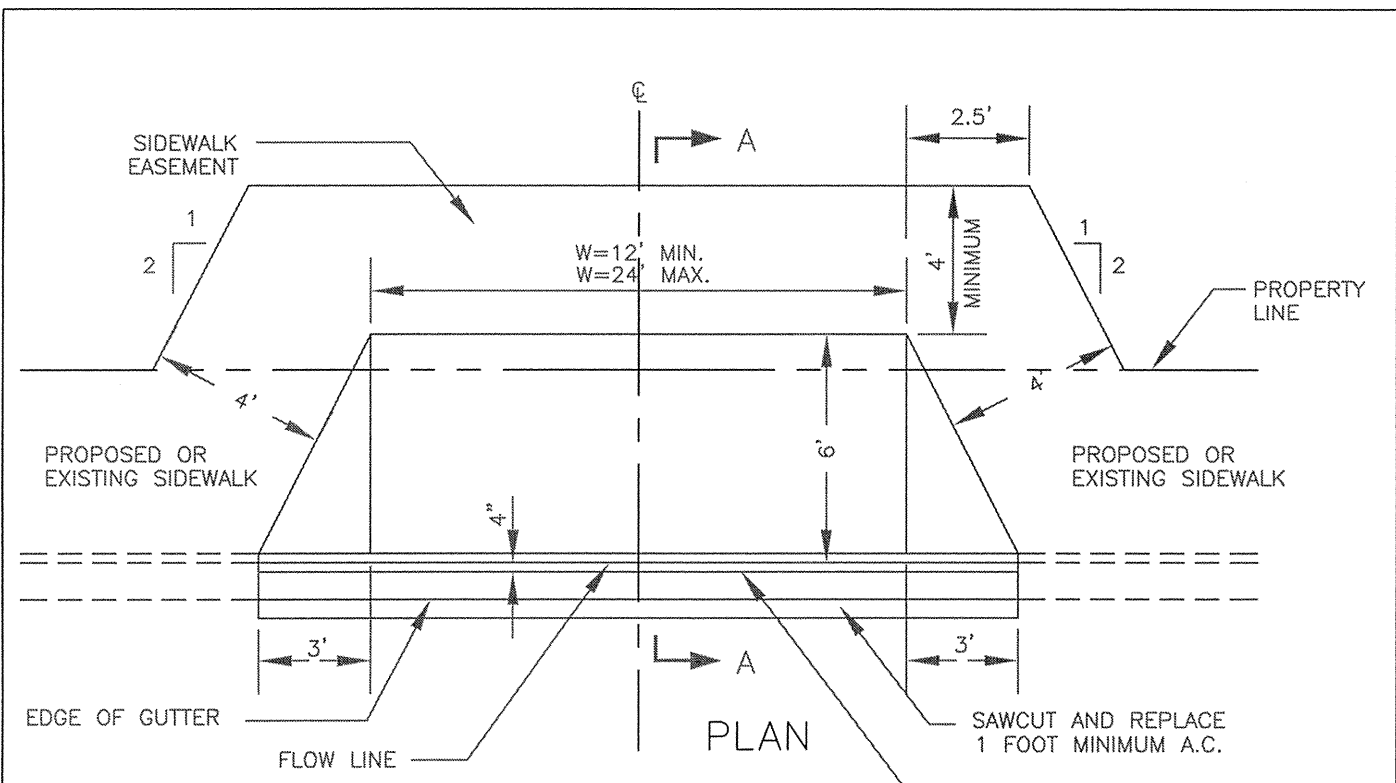 ℄
A
2.5'
SIDEWALK
EASEMENT
1
2
W=12' MIN.
W=24' MAX.
4'
MINIMUM
1
2
PROPERTY
LINE
4'
4'
6'
PROPOSED OR
EXISTING SIDEWALK
PROPOSED OR
EXISTING SIDEWALK
4"
3'
A
3'
EDGE OF GUTTER
FLOW LINE
PLAN
SAWCUT AND REPLACE
1 FOOT MINIMUM A.C.